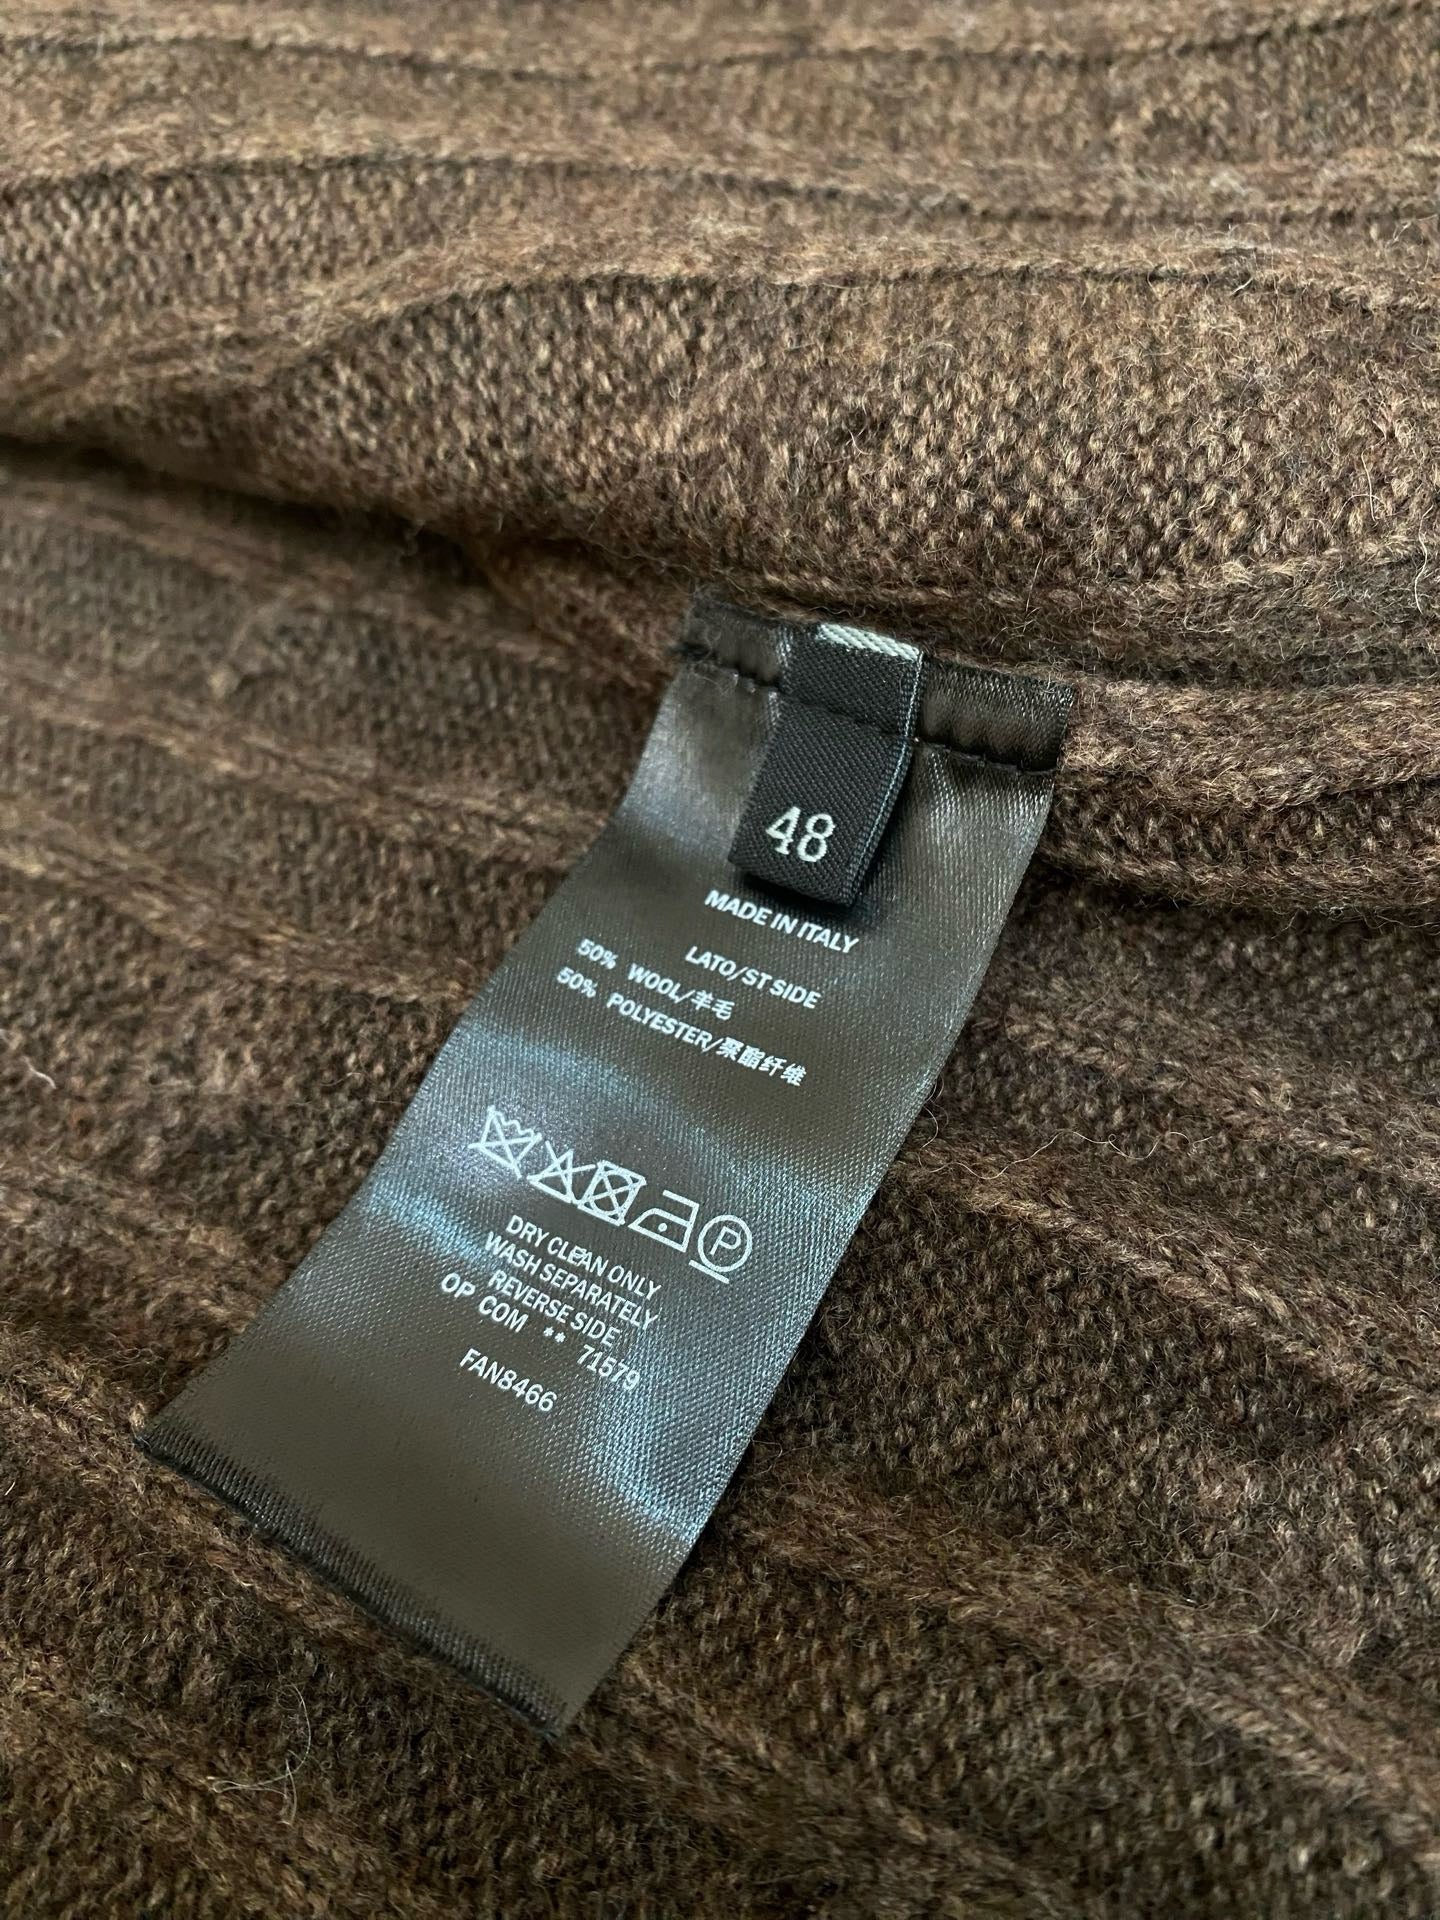 48
MADE IN ITALY
LATO/ST SIDE
50% WOOL/羊毛
50% POLYESTER/聚酯纤维
P
DRY CLEAN ONLY
WASH SEPARATELY
REVERSE SIDE
OP COM ** 71579
FAN8466